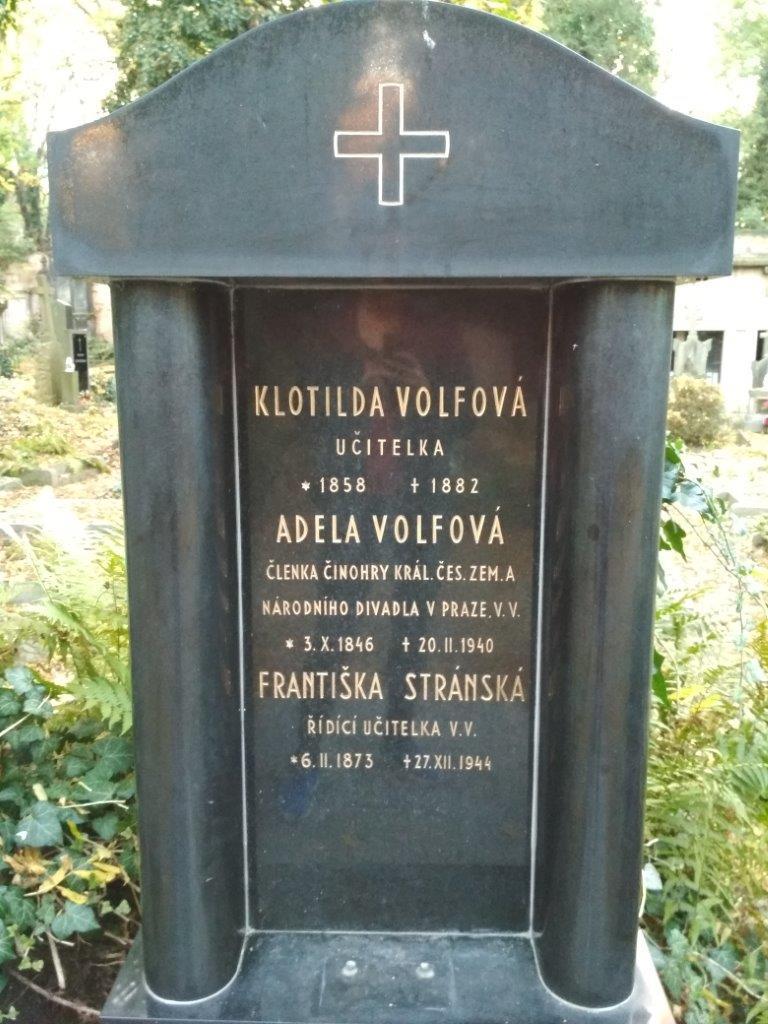 KLOTILDA VOLFOVÁ
UČITELKA
* 1858 † 1882
ADELA VOLFOVÁ
ČLENKA ČINOHRY KRÁL. ČES. ZEM. A
NÁRODNÍHO DIVADLA V PRAZE, V. V.
* 3. X. 1846 † 20. II. 1940
FRANTIŠKA STRÁNSKÁ
ŘÍDÍCÍ UČITELKA V. V.
* 6. II. 1873 † 27. XII. 1944